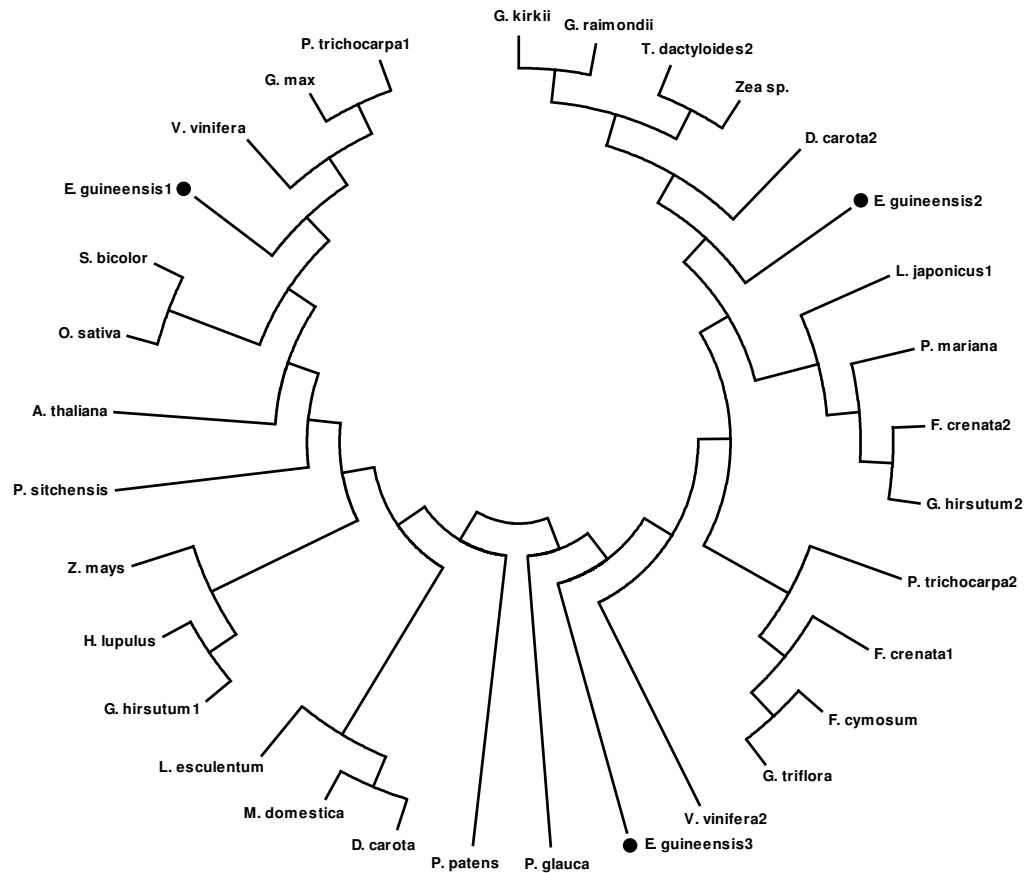 G. kirkii
G. raimondii
T. dactyloides2
Zea sp.
D. carota2
E. guineensis2
L. japonicus1
P. mariana
F. crenata2
G. hirsutum2
P. trichocarpa2
F. crenata1
F. cymosum
G. triflora
V. vinifera2
E. guineensis3
P. glauca
P. patens
D. carota
M. domestica
L. esculentum
G. hirsutum1
H. lupulus
Z. mays
P. sitchensis
A. thaliana
O. sativa
S. bicolor
E. guineensis1
V. vinifera
G. max
P. trichocarpa1